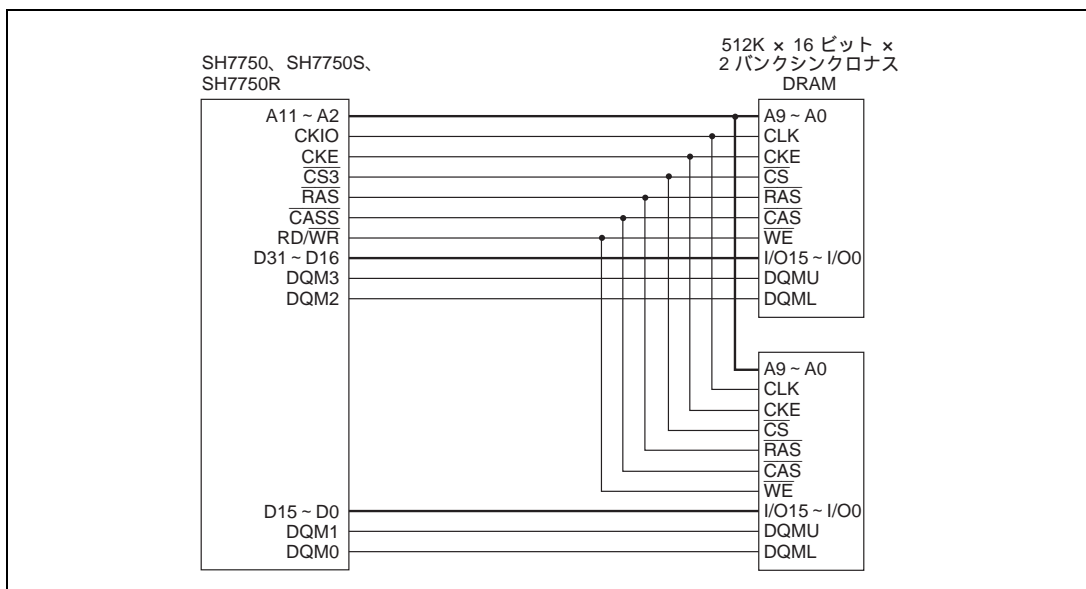 SH7750、SH7750S、
SH7750R
A11 ~ A2
CKIO
CKE
CS3
RAS
CASS
RD/WR
D31 ~ D16
DQM3
DQM2
D15 ~ D0
DQM1
DQM0
512K × 16 ビット ×
2 バンクシンクロナス
DRAM
A9 ~ A0
CLK
CKE
CS
RAS
CAS
WE
I/O15 ~ I/O0
DQMU
DQML
A9 ~ A0
CLK
CKE
CS
RAS
CAS
WE
I/O15 ~ I/O0
DQMU
DQML